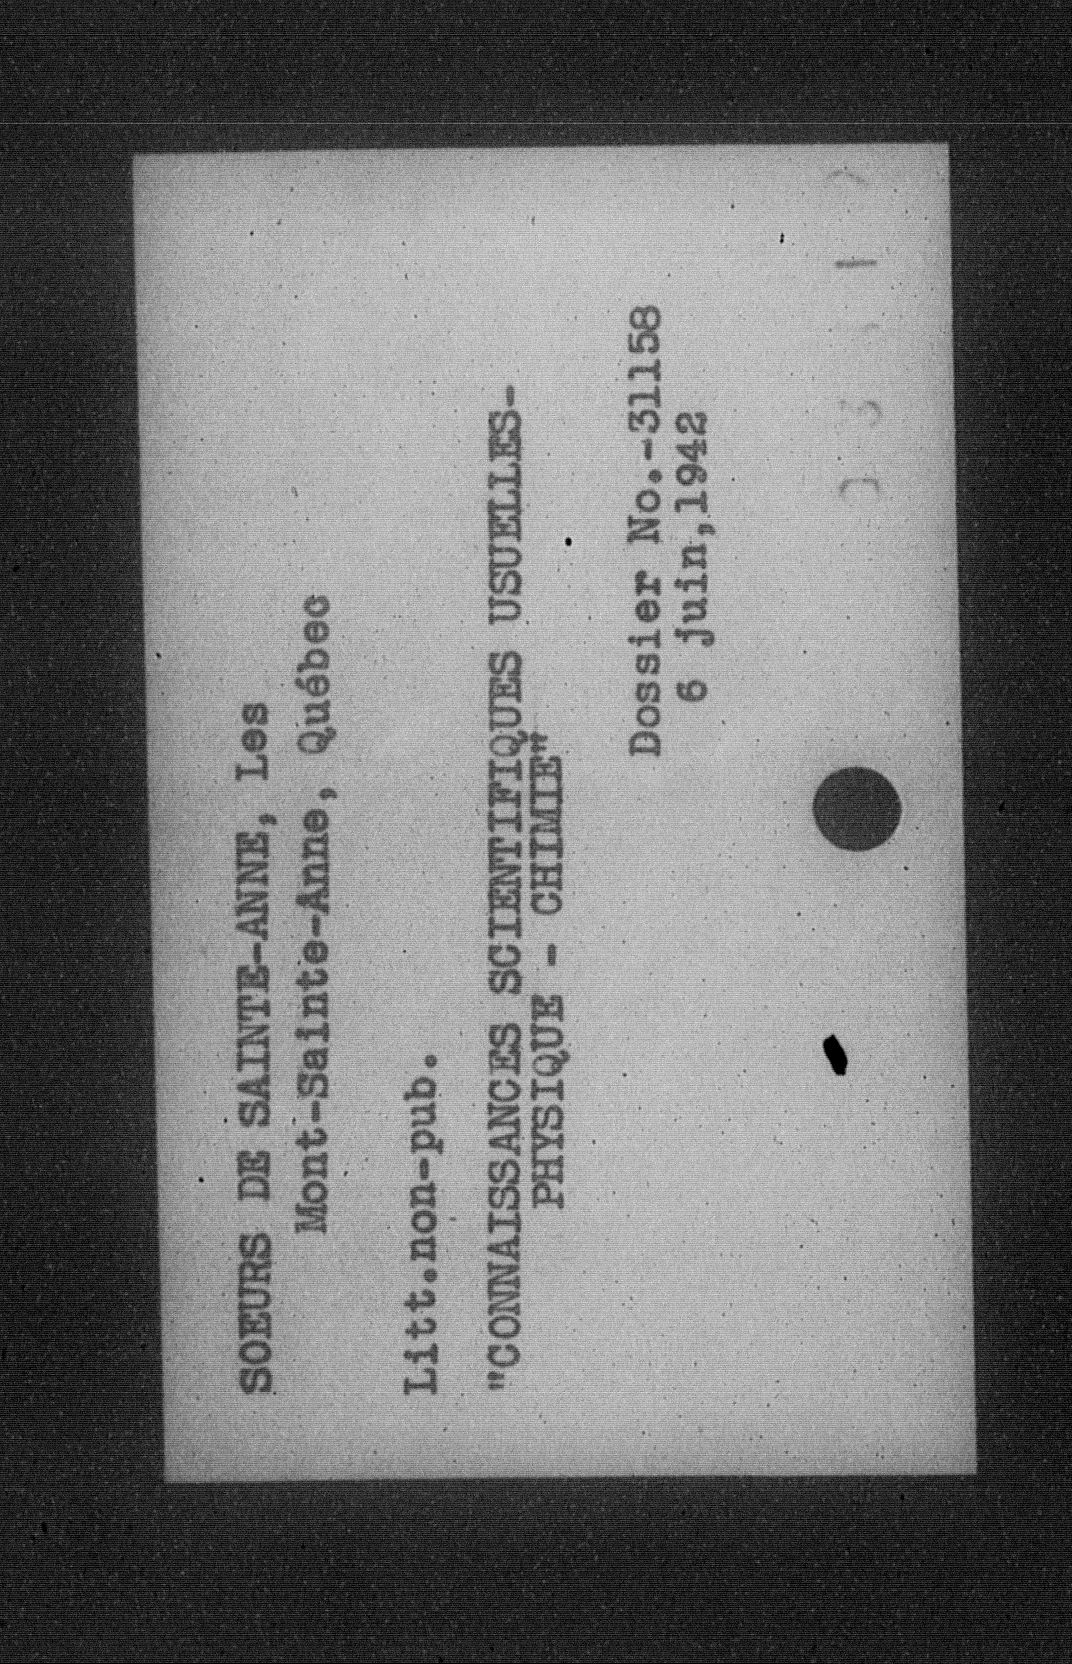 SOEURS DE SAINTE-ANNE, Les
Mont-Sainte-Anne, Québec
Litt.non-pub.
"CONNAISSANCES SCIENTIFIQUES USUELLES-
PHYSIQUE - CHIMIE"
Dossier No.-31158
6 juin,1942